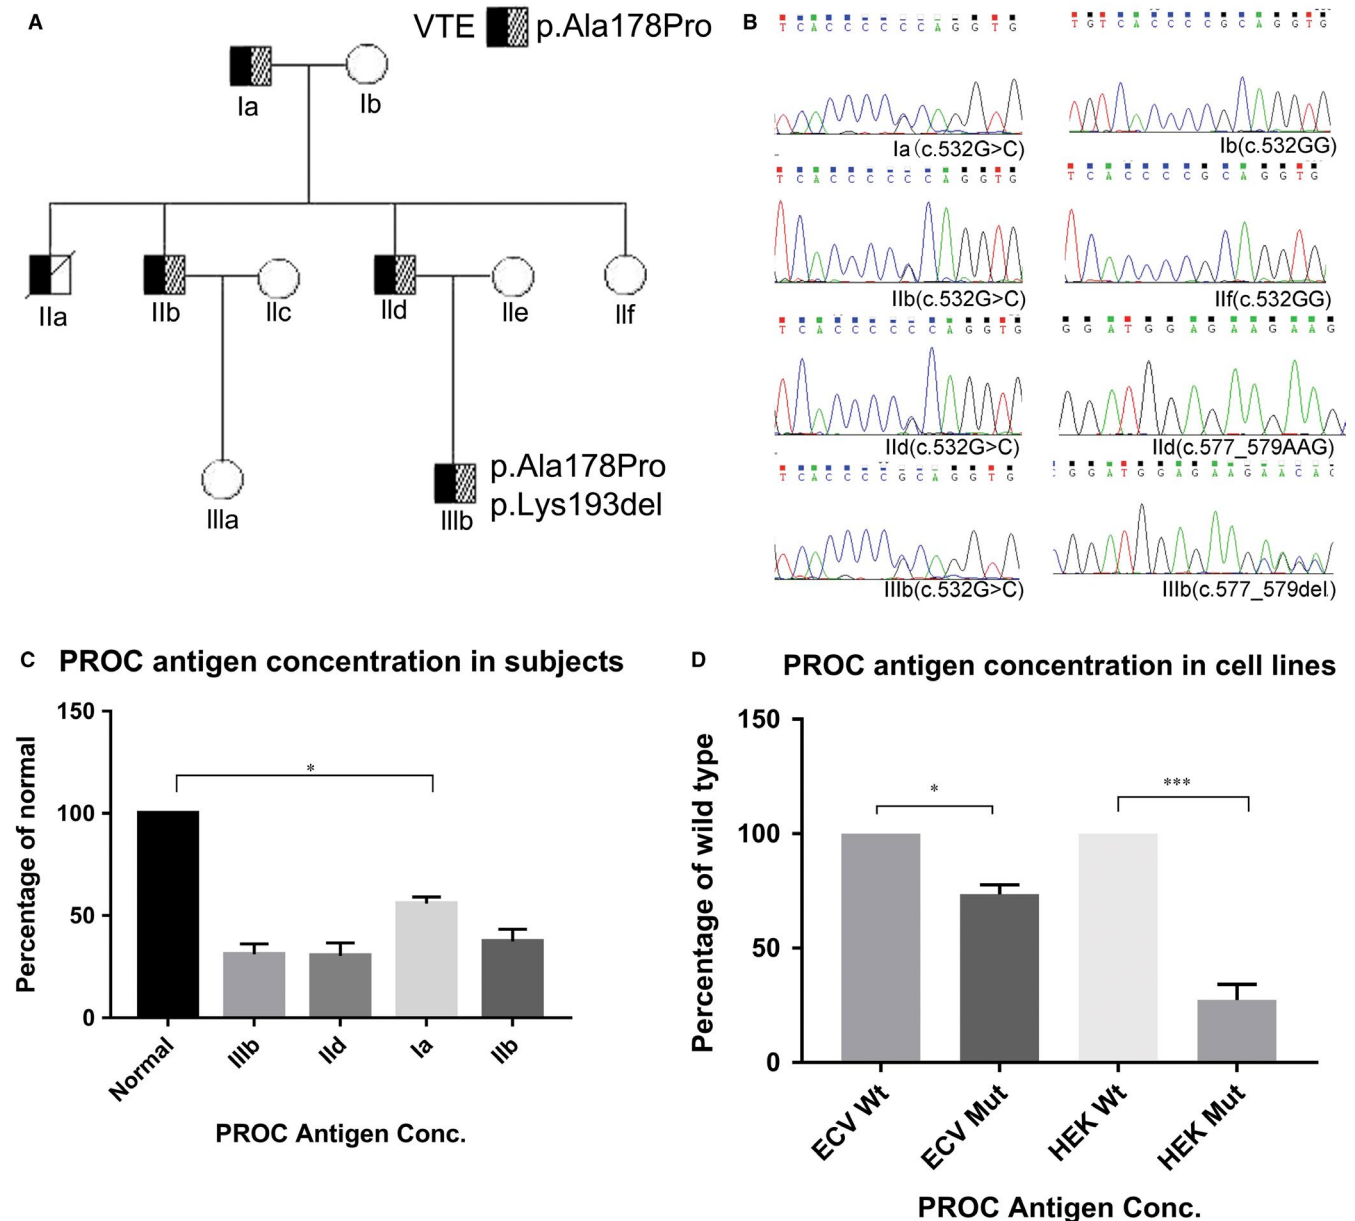 A
VTE p.Ala178Pro
Ia
Ib
IIa
IIb
IIc
IId
IIe
IIf
IIIa
IIIb
p.Ala178Pro
p.Lys193del
B
T C A C C C C C C A G G T G
Ia(c.532G>C)
T G T C A C C C C G C A G G T G
Ib(c.532GG)
T C A C C C C C C A G G T G
IIb(c.532G>C)
T C A C C C C G C A G G T G
IIf(c.532GG)
T C A C C C C C C A G G T G
IId(c.532G>C)
G G A T G G A G A A G A A G
IId(c.577_579AAG)
T C A C C C C G C A G G T G
IIIb(c.532G>C)
G G A T G G A G A A G A A C A G
IIIb(c.577_579del)
C PROC antigen concentration in subjects
Percentage of normal
150
100
50
0
*
Normal
IIIb
IId
Ia
IIb
PROC Antigen Conc.
D PROC antigen concentration in cell lines
Percentage of wild type
150
100
50
0
*
***
ECV Wt
ECV Mut
HEK Wt
HEK Mut
PROC Antigen Conc.